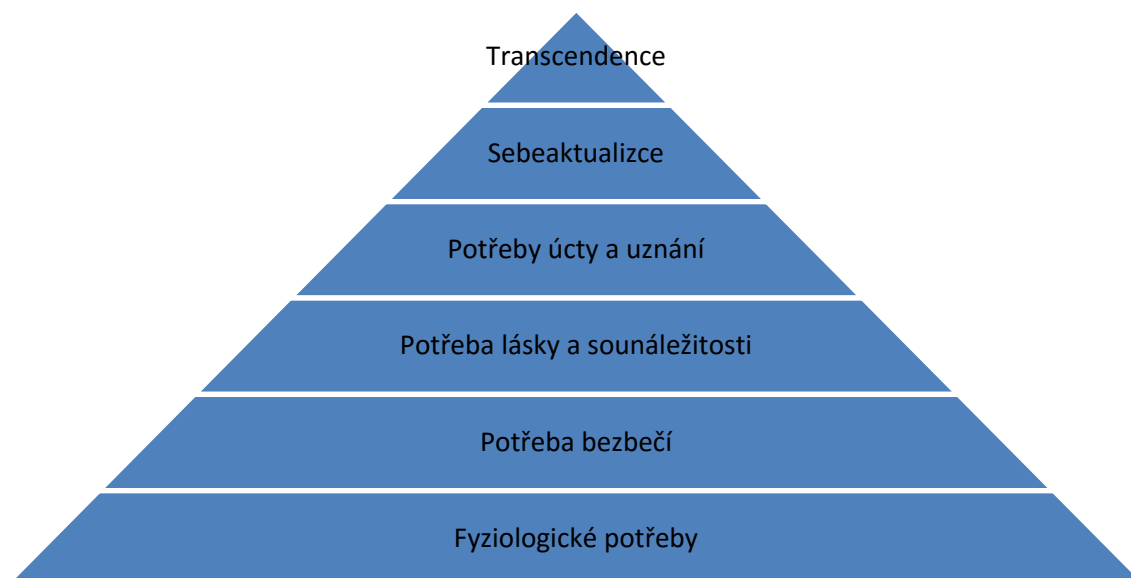 Transcendence
Sebeaktualizce
Potřeby úcty a uznání
Potřeba lásky a sounáležitosti
Potřeba bezbečí
Fyziologické potřeby